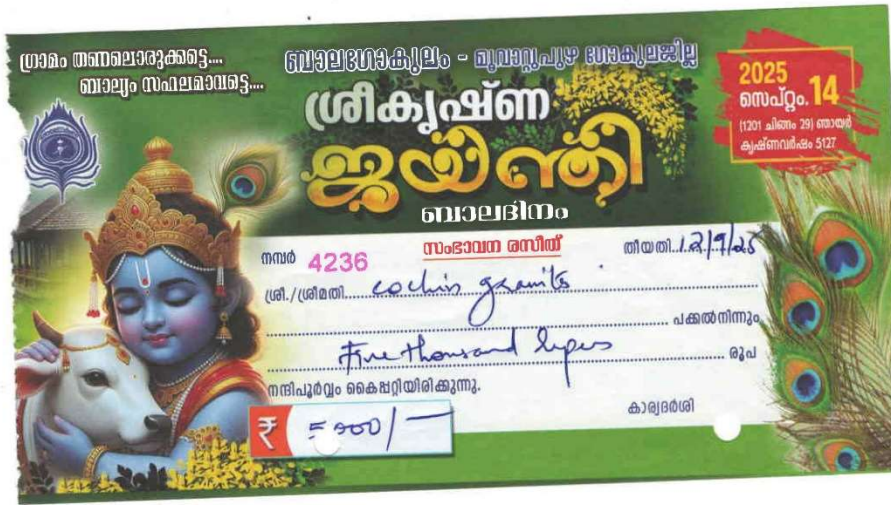 ഗ്രാമം തണലൊരുക്കട്ടെ....
ബാല്യം സഫലമാവട്ടെ....
ബാലഗോകുലം - മൂവാറ്റുപുഴ ഗോകുലജില്ല
ശ്രീകൃഷ്ണ
ജയന്തി
ബാലദിനം
2025
സെപ്റ്റം. 14
(1201 ചിങ്ങം 29) ഞായർ
കൃഷ്ണവർഷം 5127
സംഭാവന രസീത്
നമ്പർ 4236
തീയതി 12/9/25
ശ്രീ./ശ്രീമതി cochin granits
പക്കൽനിന്നും
Five thousand rupees രൂപ
നന്ദിപൂർവ്വം കൈപ്പറ്റിയിരിക്കുന്നു.
₹ 5000/-
കാര്യദർശി